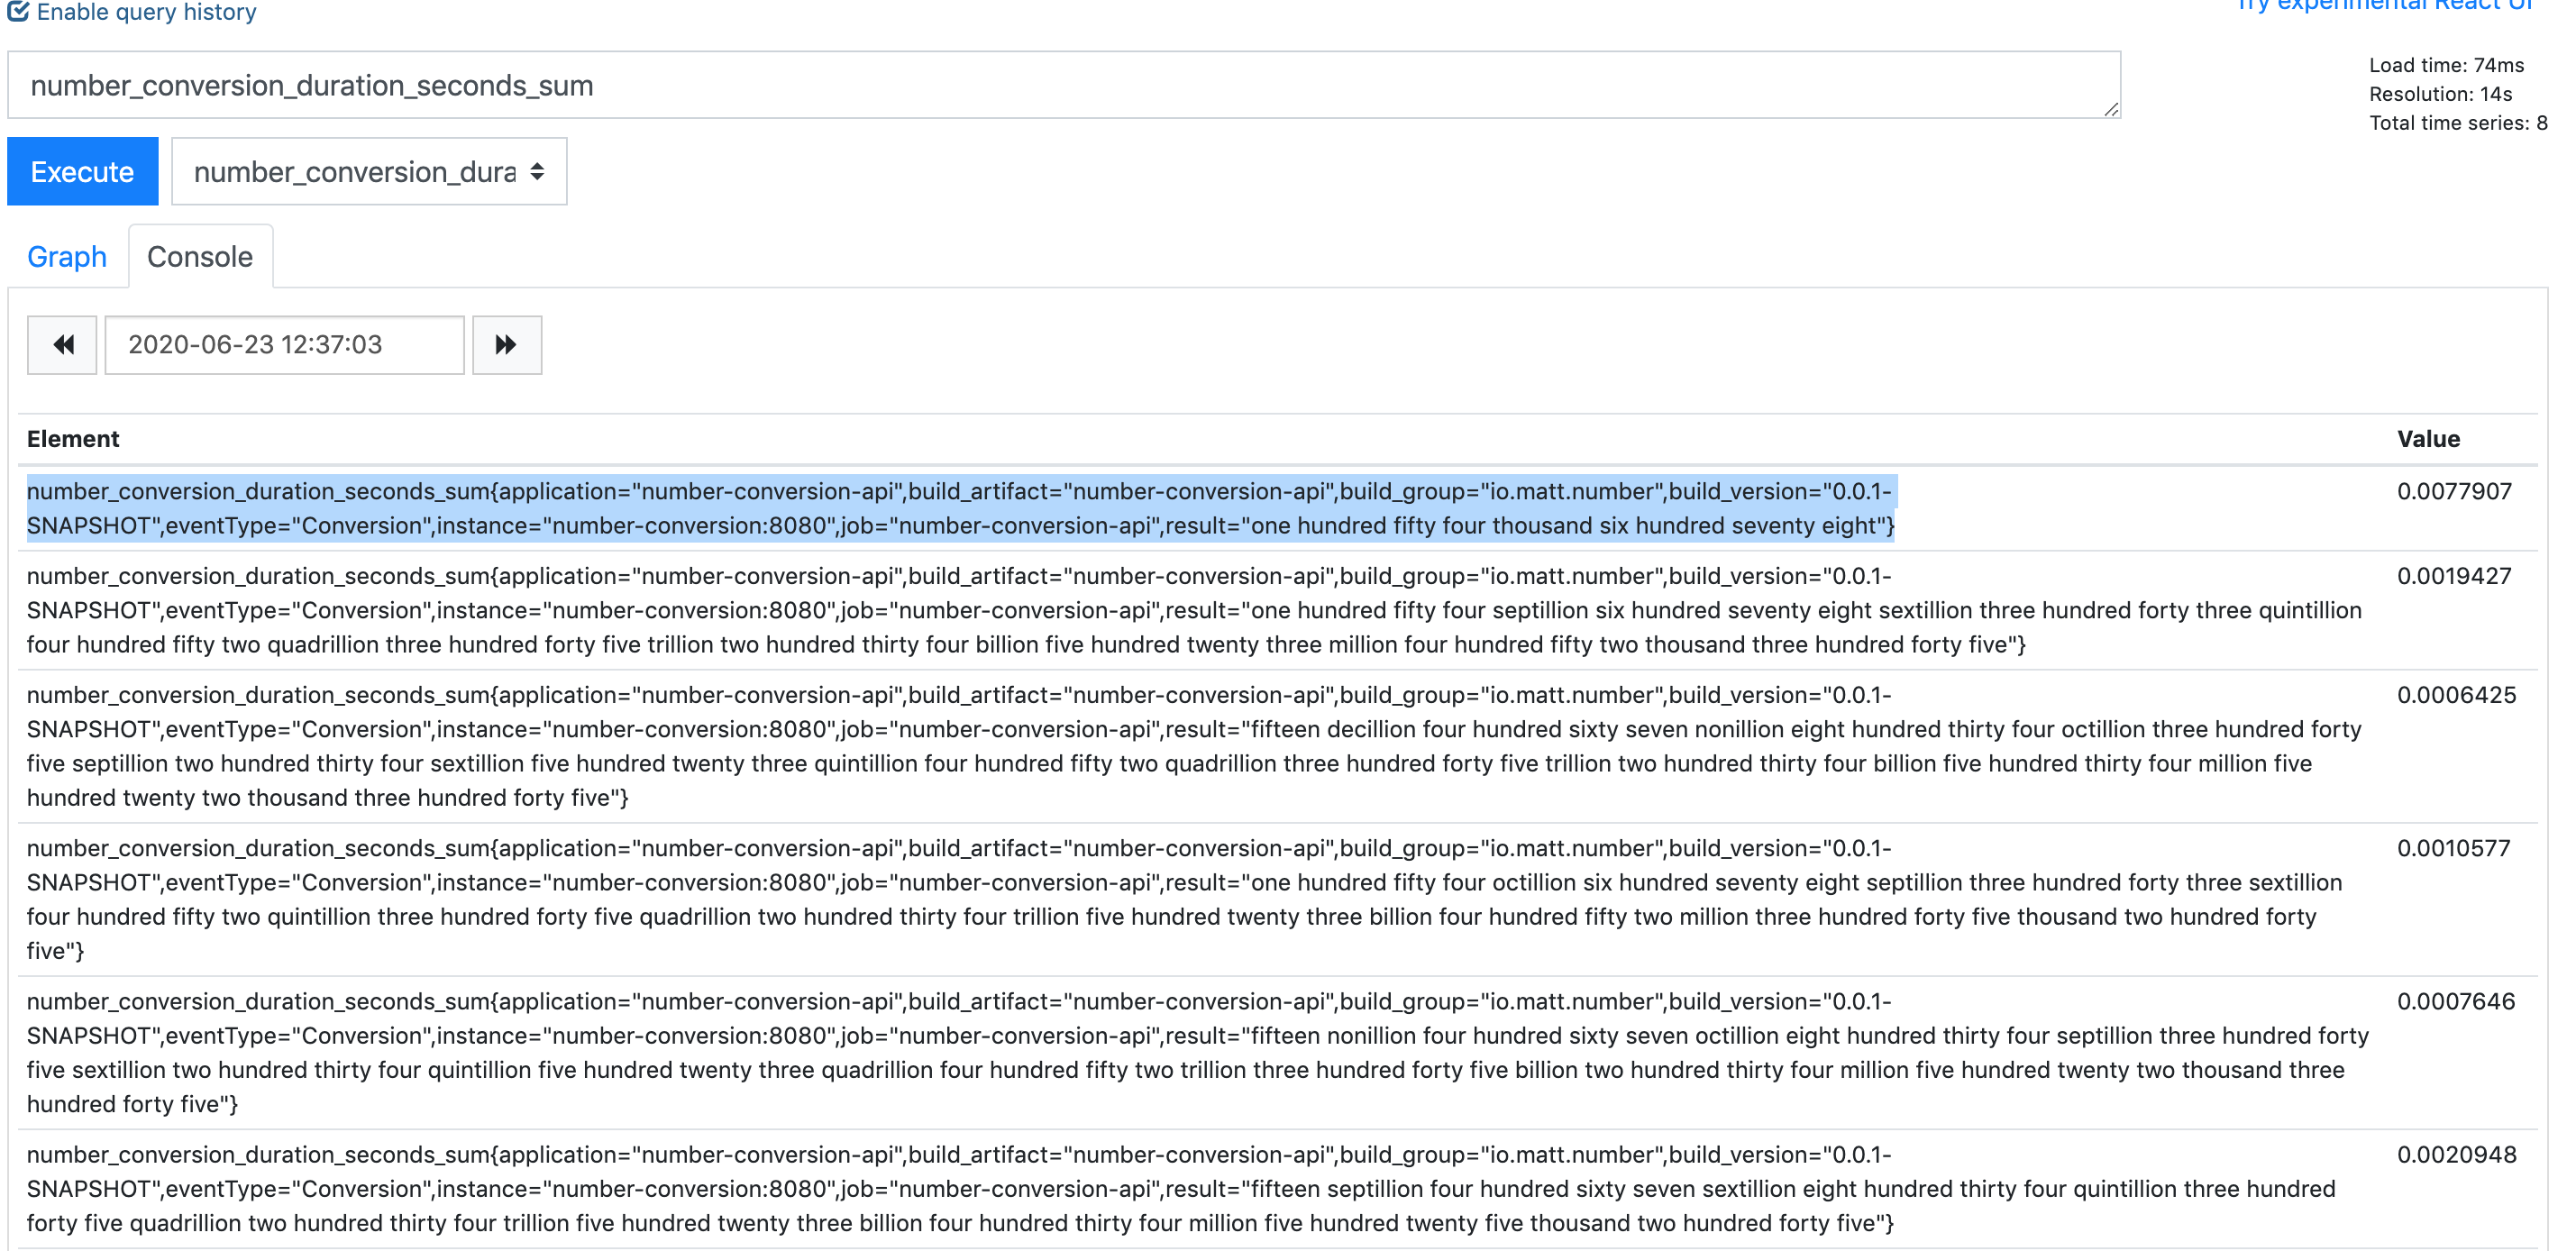 Enable query history
Try experimental React UI
number_conversion_duration_seconds_sum
Load time: 74ms
Resolution: 14s
Total time series: 8
Execute
number_conversion_dura
Graph
Console
2020-06-23 12:37:03
Element
Value
number_conversion_duration_seconds_sum{application="number-conversion-api",build_artifact="number-conversion-api",build_group="io.matt.number",build_version="0.0.1-
0.0077907
SNAPSHOT",eventType="Conversion",instance="number-conversion:8080",job="number-conversion-api",result="one hundred fifty four thousand six hundred seventy eight"}
number_conversion_duration_seconds_sum{application="number-conversion-api",build_artifact="number-conversion-api",build_group="io.matt.number",build_version="0.0.1-
0.0019427
SNAPSHOT",eventType="Conversion",instance="number-conversion:8080",job="number-conversion-api",result="one hundred fifty four septillion six hundred seventy eight sextillion three hundred forty three quintillion
four hundred fifty two quadrillion three hundred forty five trillion two hundred thirty four billion five hundred twenty three million four hundred fifty two thousand three hundred forty five"}
number_conversion_duration_seconds_sum{application="number-conversion-api",build_artifact="number-conversion-api",build_group="io.matt.number",build_version="0.0.1-
0.0006425
SNAPSHOT",eventType="Conversion",instance="number-conversion:8080",job="number-conversion-api",result="fifteen decillion four hundred sixty seven nonillion eight hundred thirty four octillion three hundred forty
five septillion two hundred thirty four sextillion five hundred twenty three quintillion four hundred fifty two quadrillion three hundred forty five trillion two hundred thirty four billion five hundred thirty four million five
hundred twenty two thousand three hundred forty five"}
number_conversion_duration_seconds_sum{application="number-conversion-api",build_artifact="number-conversion-api",build_group="io.matt.number",build_version="0.0.1-
0.0010577
SNAPSHOT",eventType="Conversion",instance="number-conversion:8080",job="number-conversion-api",result="one hundred fifty four octillion six hundred seventy eight septillion three hundred forty three sextillion
four hundred fifty two quintillion three hundred forty five quadrillion two hundred thirty four trillion five hundred twenty three billion four hundred fifty two million three hundred forty five thousand two hundred forty
five"}
number_conversion_duration_seconds_sum{application="number-conversion-api",build_artifact="number-conversion-api",build_group="io.matt.number",build_version="0.0.1-
0.0007646
SNAPSHOT",eventType="Conversion",instance="number-conversion:8080",job="number-conversion-api",result="fifteen nonillion four hundred sixty seven octillion eight hundred thirty four septillion three hundred forty
five sextillion two hundred thirty four quintillion five hundred twenty three quadrillion four hundred fifty two trillion three hundred forty five billion two hundred thirty four million five hundred twenty two thousand three
hundred forty five"}
number_conversion_duration_seconds_sum{application="number-conversion-api",build_artifact="number-conversion-api",build_group="io.matt.number",build_version="0.0.1-
0.0020948
SNAPSHOT",eventType="Conversion",instance="number-conversion:8080",job="number-conversion-api",result="fifteen septillion four hundred sixty seven sextillion eight hundred thirty four quintillion three hundred
forty five quadrillion two hundred thirty four trillion five hundred twenty three billion four hundred thirty four million five hundred twenty five thousand two hundred forty five"}